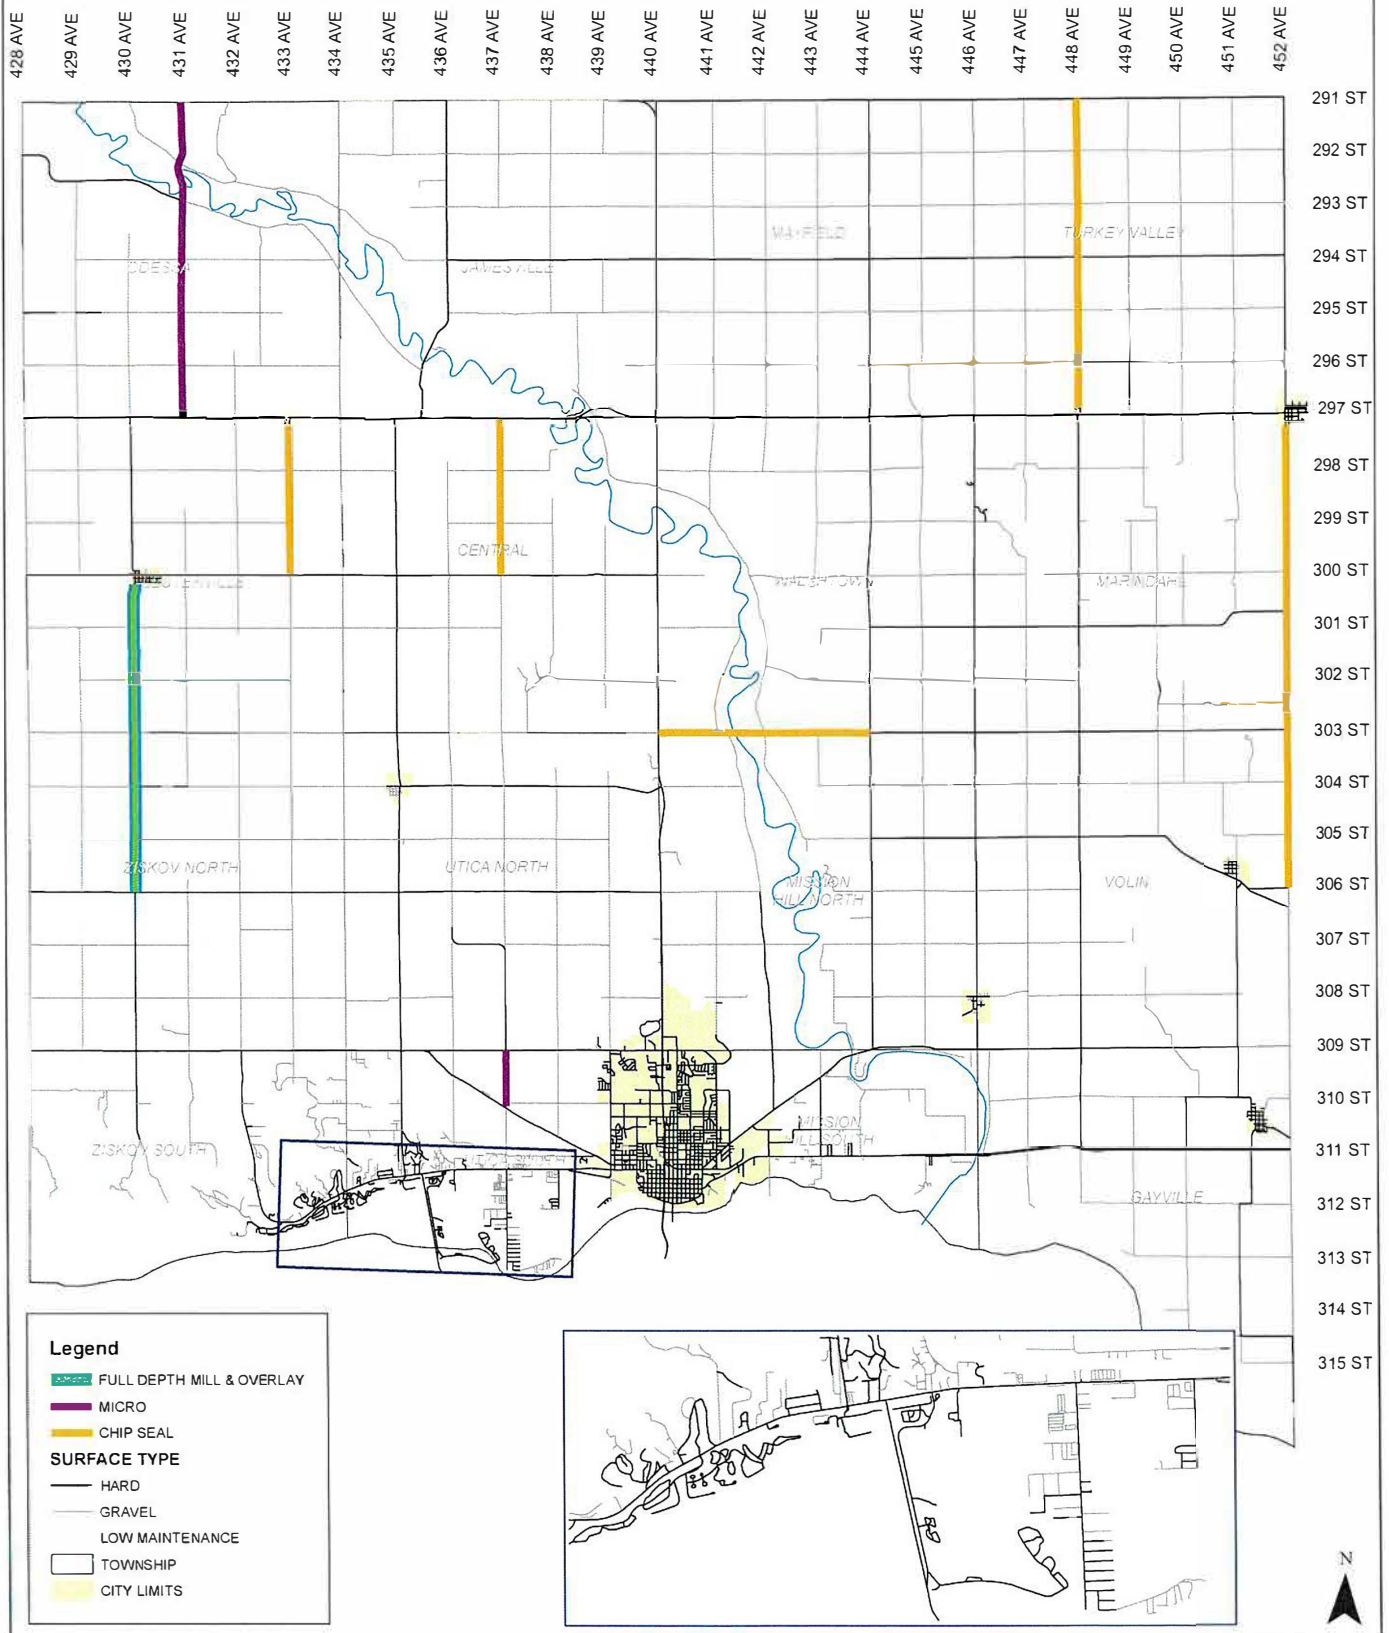 428 AVE
429 AVE
430 AVE
431 AVE
432 AVE
433 AVE
434 AVE
435 AVE
436 AVE
437 AVE
438 AVE
439 AVE
440 AVE
441 AVE
442 AVE
443 AVE
444 AVE
445 AVE
446 AVE
447 AVE
448 AVE
449 AVE
450 AVE
451 AVE
452 AVE
291 ST
292 ST
293 ST
MAYFIELD
TURKEY VALLEY
294 ST
ODESSA
JAMESVILLE
295 ST
296 ST
297 ST
298 ST
299 ST
CENTRAL
300 ST
WALSHTOWN
MARINDAHL
301 ST
302 ST
303 ST
304 ST
305 ST
ZISKOV NORTH
UTICA NORTH
MISSION
HILL NORTH
VOLIN
306 ST
307 ST
308 ST
309 ST
310 ST
MISSION
HILL SOUTH
ZISKOV SOUTH
311 ST
GAYVILLE
312 ST
313 ST
314 ST
315 ST
Legend
FULL DEPTH MILL & OVERLAY
MICRO
CHIP SEAL
SURFACE TYPE
HARD
GRAVEL
LOW MAINTENANCE
TOWNSHIP
CITY LIMITS
N